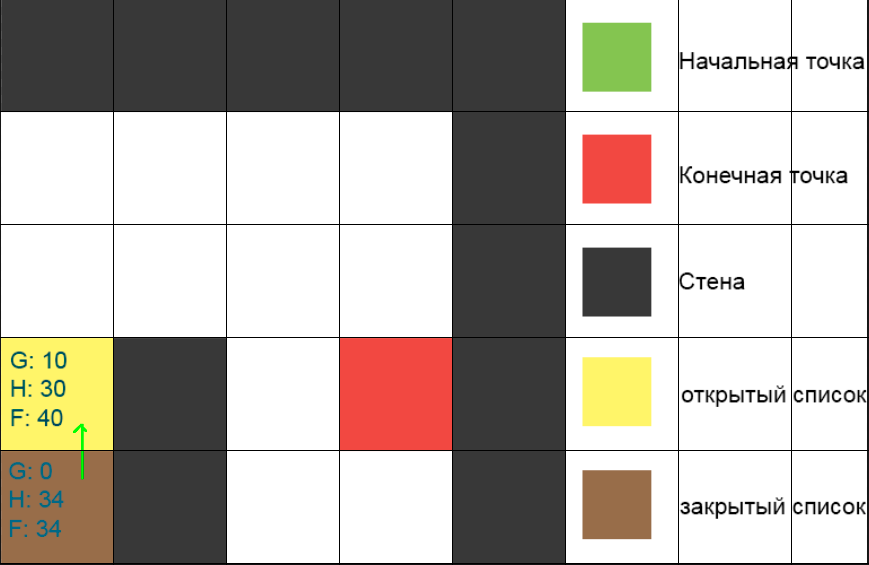 Начальная точка
Конечная точка
Стена
G: 10
H: 30
F: 40
открытый список
G: 0
H: 34
F: 34
закрытый список